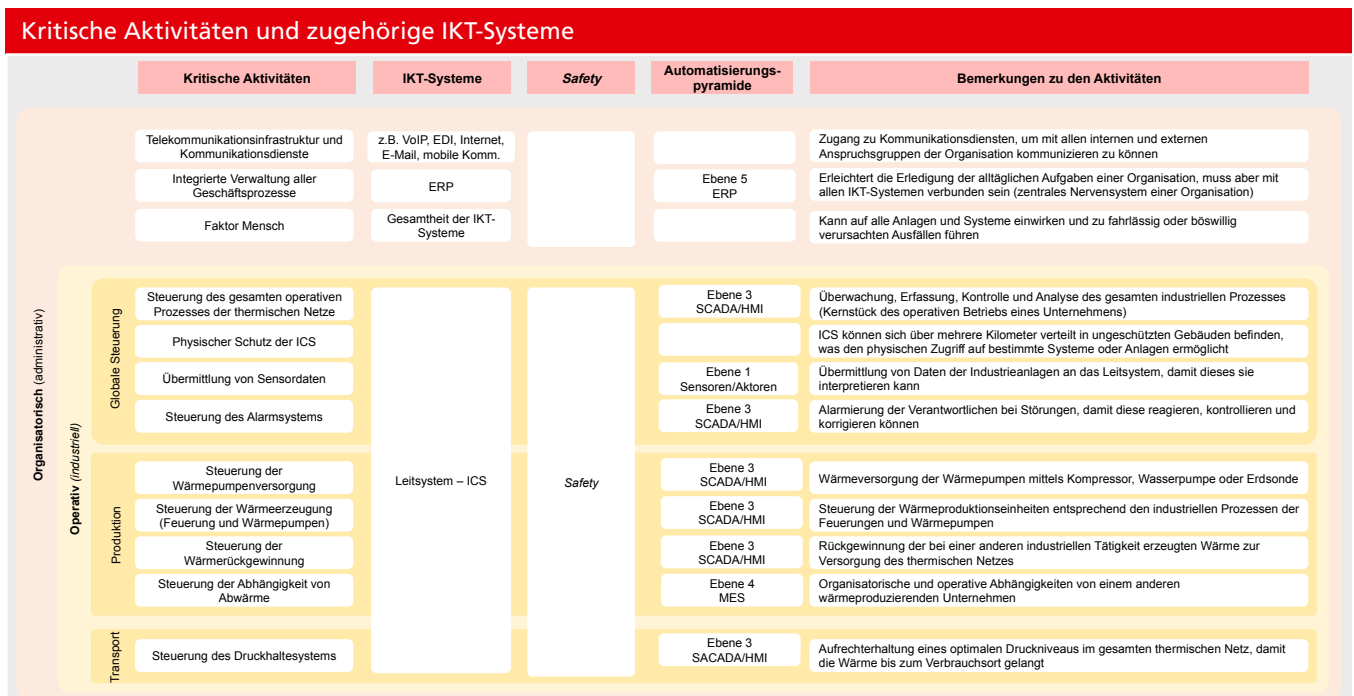 Kritische Aktivitäten und zugehörige IKT-Systeme
Kritische Aktivitäten
IKT-Systeme
Safety
Automatisierungs-
pyramide
Bemerkungen zu den Aktivitäten
Organisatorisch (administrativ)
Telekommunikationsinfrastruktur und
Kommunikationsdienste
z.B. VoIP, EDI, Internet,
E-Mail, mobile Komm.
Zugang zu Kommunikationsdiensten, um mit allen internen und externen
Anspruchsgruppen der Organisation kommunizieren zu können
Integrierte Verwaltung aller
Geschäftsprozesse
ERP
Ebene 5
ERP
Erleichtert die Erledigung der alltäglichen Aufgaben einer Organisation, muss aber mit
allen IKT-Systemen verbunden sein (zentrales Nervensystem einer Organisation)
Faktor Mensch
Gesamtheit der IKT-
Systeme
Kann auf alle Anlagen und Systeme einwirken und zu fahrlässig oder böswillig
verursachten Ausfällen führen
Operativ (industriell)
Globale Steuerung
Steuerung des gesamten operativen
Prozesses der thermischen Netze
Ebene 3
SCADA/HMI
Überwachung, Erfassung, Kontrolle und Analyse des gesamten industriellen Prozesses
(Kernstück des operativen Betriebs eines Unternehmens)
Physischer Schutz der ICS
ICS können sich über mehrere Kilometer verteilt in ungeschützten Gebäuden befinden,
was den physischen Zugriff auf bestimmte Systeme oder Anlagen ermöglicht
Übermittlung von Sensordaten
Ebene 1
Sensoren/Aktoren
Übermittlung von Daten der Industrieanlagen an das Leitsystem, damit dieses sie
interpretieren kann
Steuerung des Alarmsystems
Ebene 3
SCADA/HMI
Alarmierung der Verantwortlichen bei Störungen, damit diese reagieren, kontrollieren und
korrigieren können
Leitsystem – ICS
Safety
Produktion
Steuerung der
Wärmepumpenversorgung
Ebene 3
SCADA/HMI
Wärmeversorgung der Wärmepumpen mittels Kompressor, Wasserpumpe oder Erdsonde
Steuerung der Wärmeerzeugung
(Feuerung und Wärmepumpen)
Ebene 3
SCADA/HMI
Steuerung der Wärmeproduktionseinheiten entsprechend den industriellen Prozessen der
Feuerungen und Wärmepumpen
Steuerung der
Wärmerückgewinnung
Ebene 3
SCADA/HMI
Rückgewinnung der bei einer anderen industriellen Tätigkeit erzeugten Wärme zur
Versorgung des thermischen Netzes
Steuerung der Abhängigkeit von
Abwärme
Ebene 4
MES
Organisatorische und operative Abhängigkeiten von einem anderen
wärmeproduzierenden Unternehmen
Transport
Steuerung des Druckhaltesystems
Ebene 3
SACADA/HMI
Aufrechterhaltung eines optimalen Druckniveaus im gesamten thermischen Netz, damit
die Wärme bis zum Verbrauchsort gelangt